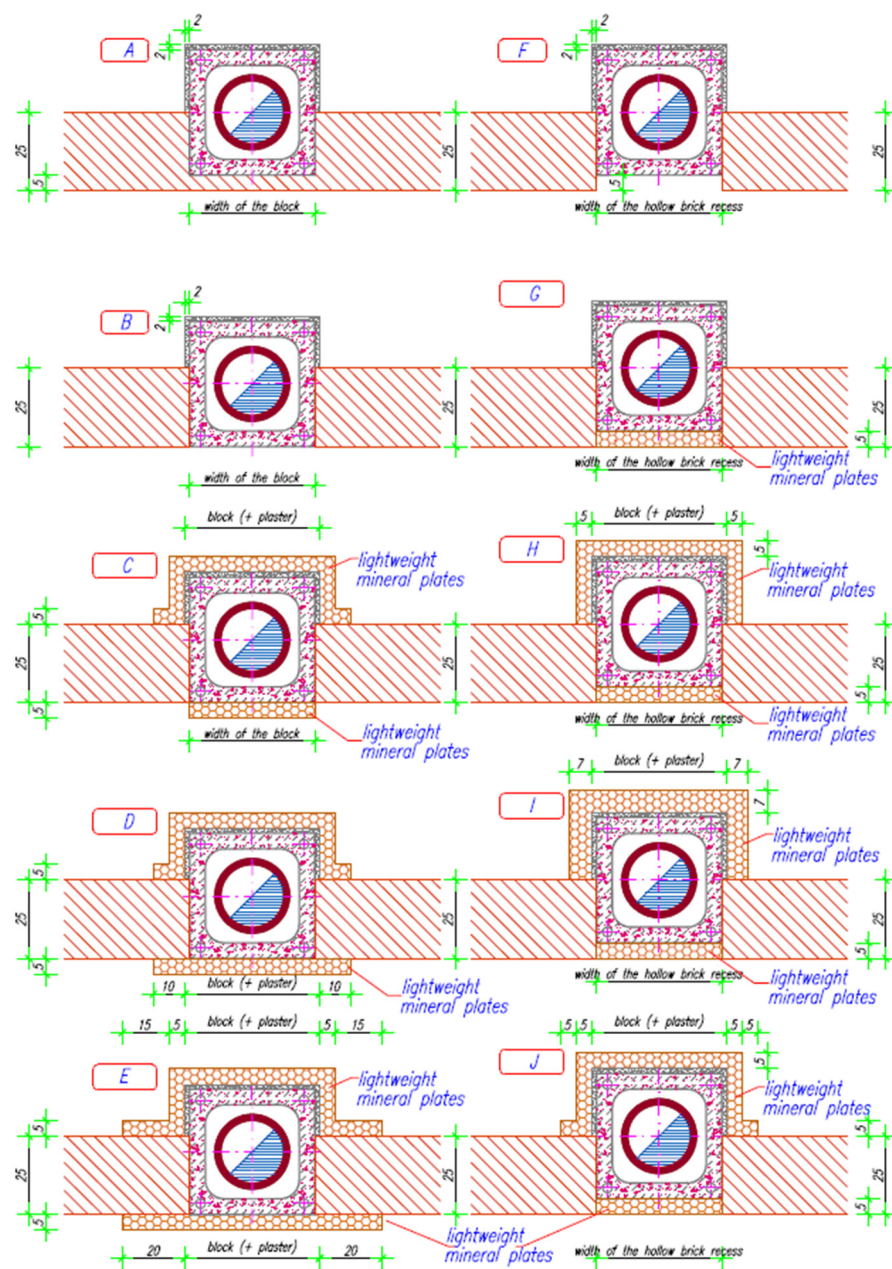 2
A
2
25
5
width of the block
2
F
2
25
5
25
width of the hollow brick recess
2
B
2
25
width of the block
G
25
5
25
lightweight
mineral plates
width of the hollow brick recess
block (+ plaster)
C
lightweight
mineral plates
5
25
5
lightweight
mineral plates
width of the block
5
block (+ plaster)
5
H
5
lightweight
mineral plates
25
5
25
lightweight
mineral plates
width of the hollow brick recess
D
5
25
5
lightweight
mineral plates
10
block (+ plaster)
10
7
block (+ plaster)
7
I
7
lightweight
mineral plates
25
5
25
lightweight
mineral plates
width of the hollow brick recess
15
5
block (+ plaster)
5
15
E
lightweight
mineral plates
5
25
5
20
block (+ plaster)
20
lightweight
mineral plates
5
5
block (+ plaster)
5
5
J
5
lightweight
mineral plates
5
25
5
25
width of the hollow brick recess